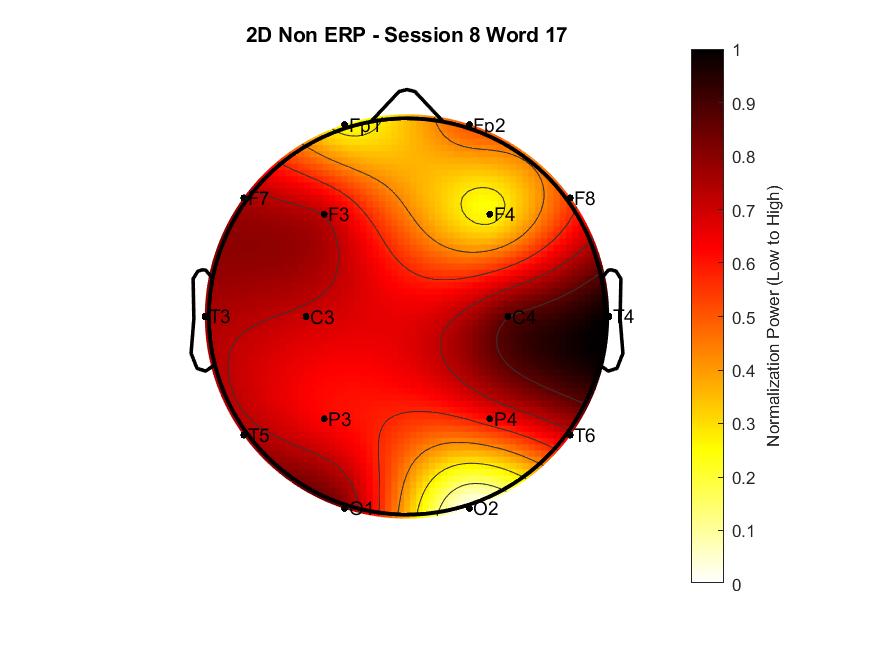 2D Non ERP - Session 8 Word 17
Fp1 Fp2
F7 F3 F4 F8
T3 C3 C4 T4
T5 P3 P4 T6
O1 O2
1
0.9
0.8
0.7
0.6
0.5
0.4
0.3
0.2
0.1
0
Normalization Power (Low to High)